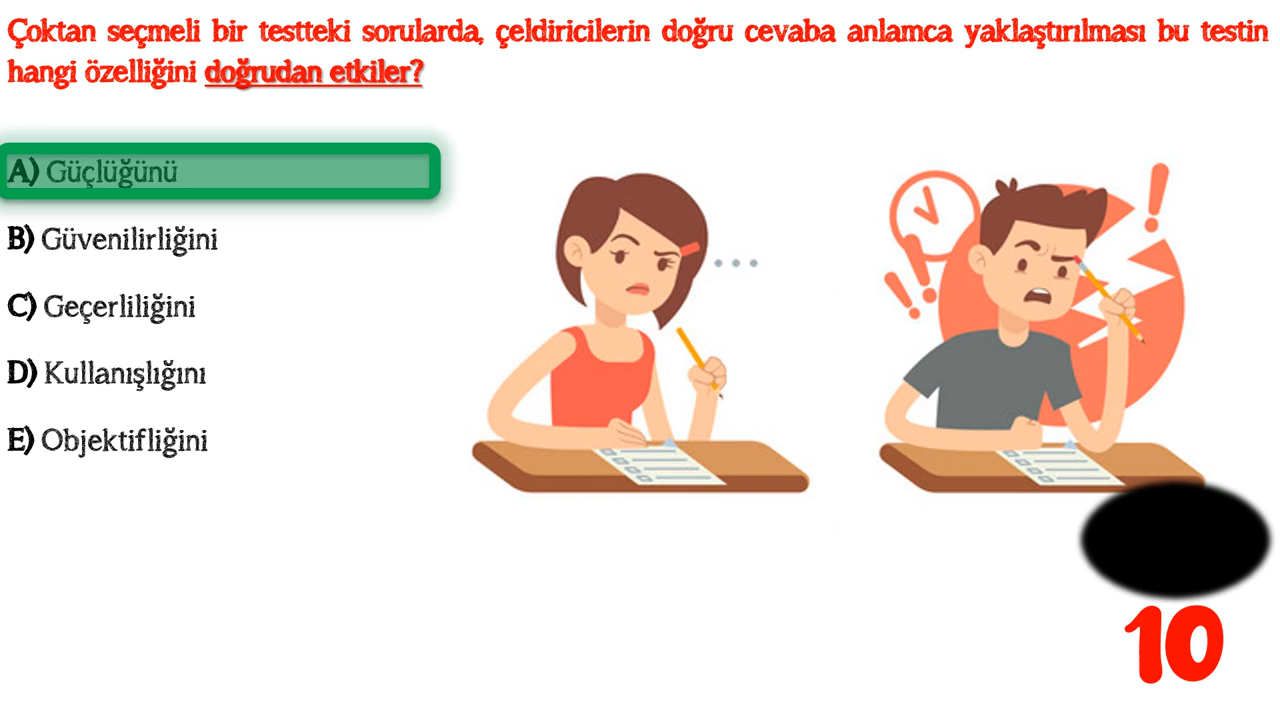 Çoktan seçmeli bir testteki sorularda, çeldiricilerin doğru cevaba anlamca yaklaştırılması bu testin
hangi özelliğini doğrudan etkiler?
A) Güçlüğünü
B) Güvenilirliğini
C) Geçerliliğini
D) Kullanışlığını
E) Objektifliğini
10